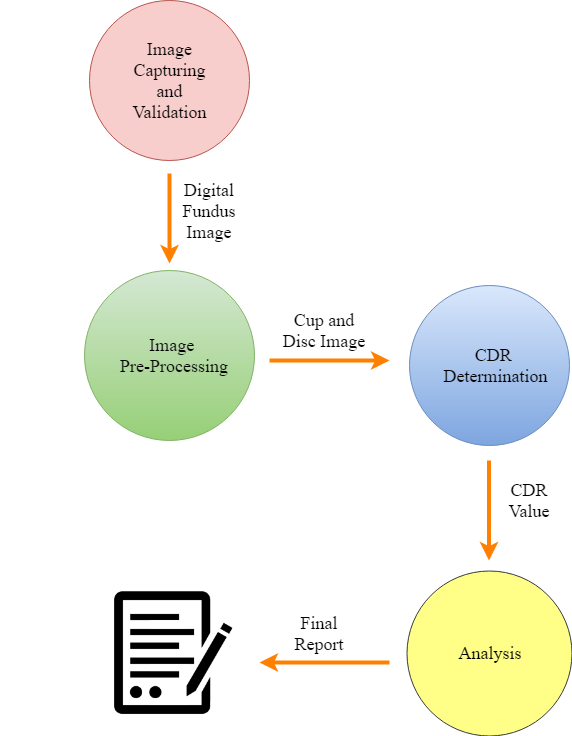 Image
Capturing
and
Validation
Digital
Fundus
Image
Image
Pre-Processing
Cup and
Disc Image
CDR
Determination
CDR
Value
Analysis
Final
Report